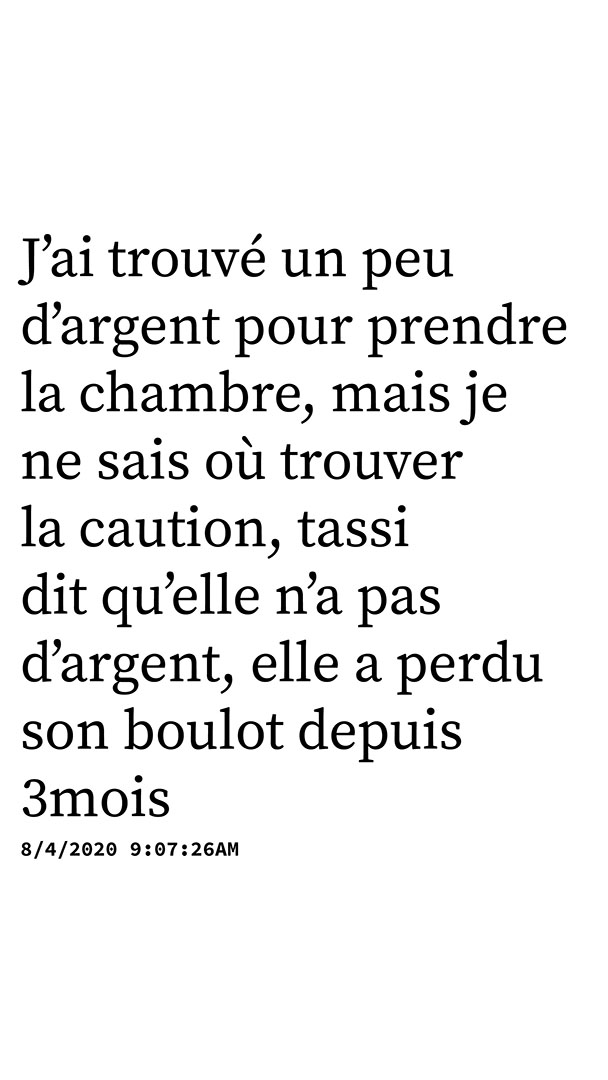 J’ai trouvé un peu
d’argent pour prendre
la chambre, mais je
ne sais où trouver
la caution, tassi
dit qu’elle n’a pas
d’argent, elle a perdu
son boulot depuis
3mois
8/4/2020 9:07:26AM